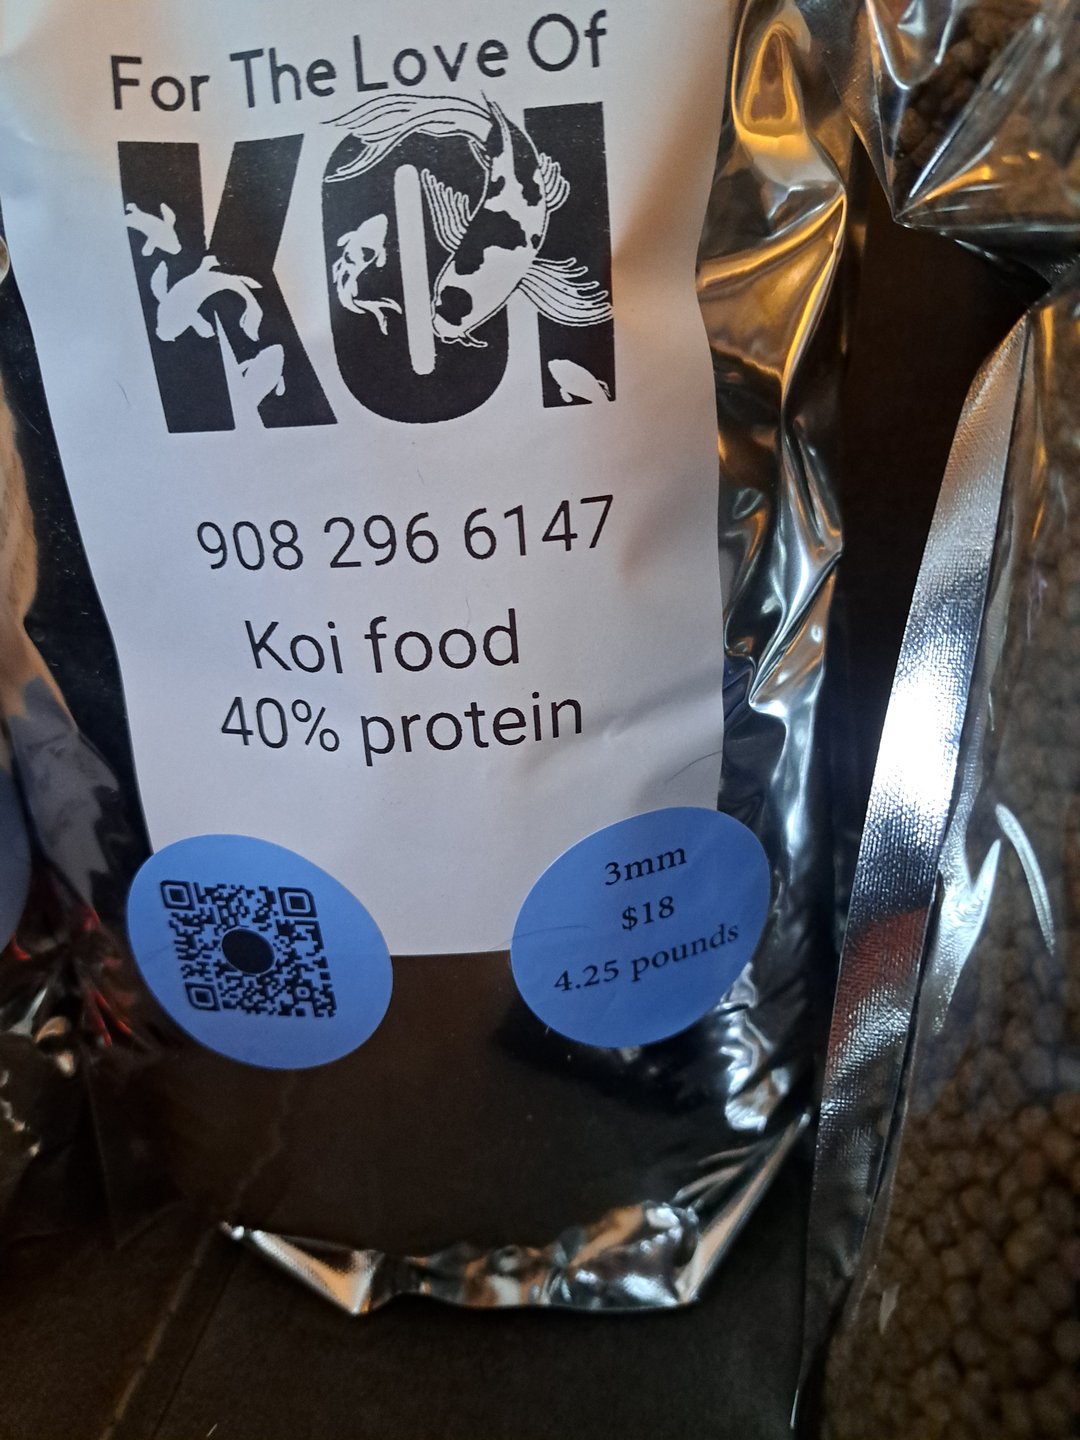 For The Love Of
KOI
908 296 6147
Koi food
40% protein
3mm
$18
4.25 pounds